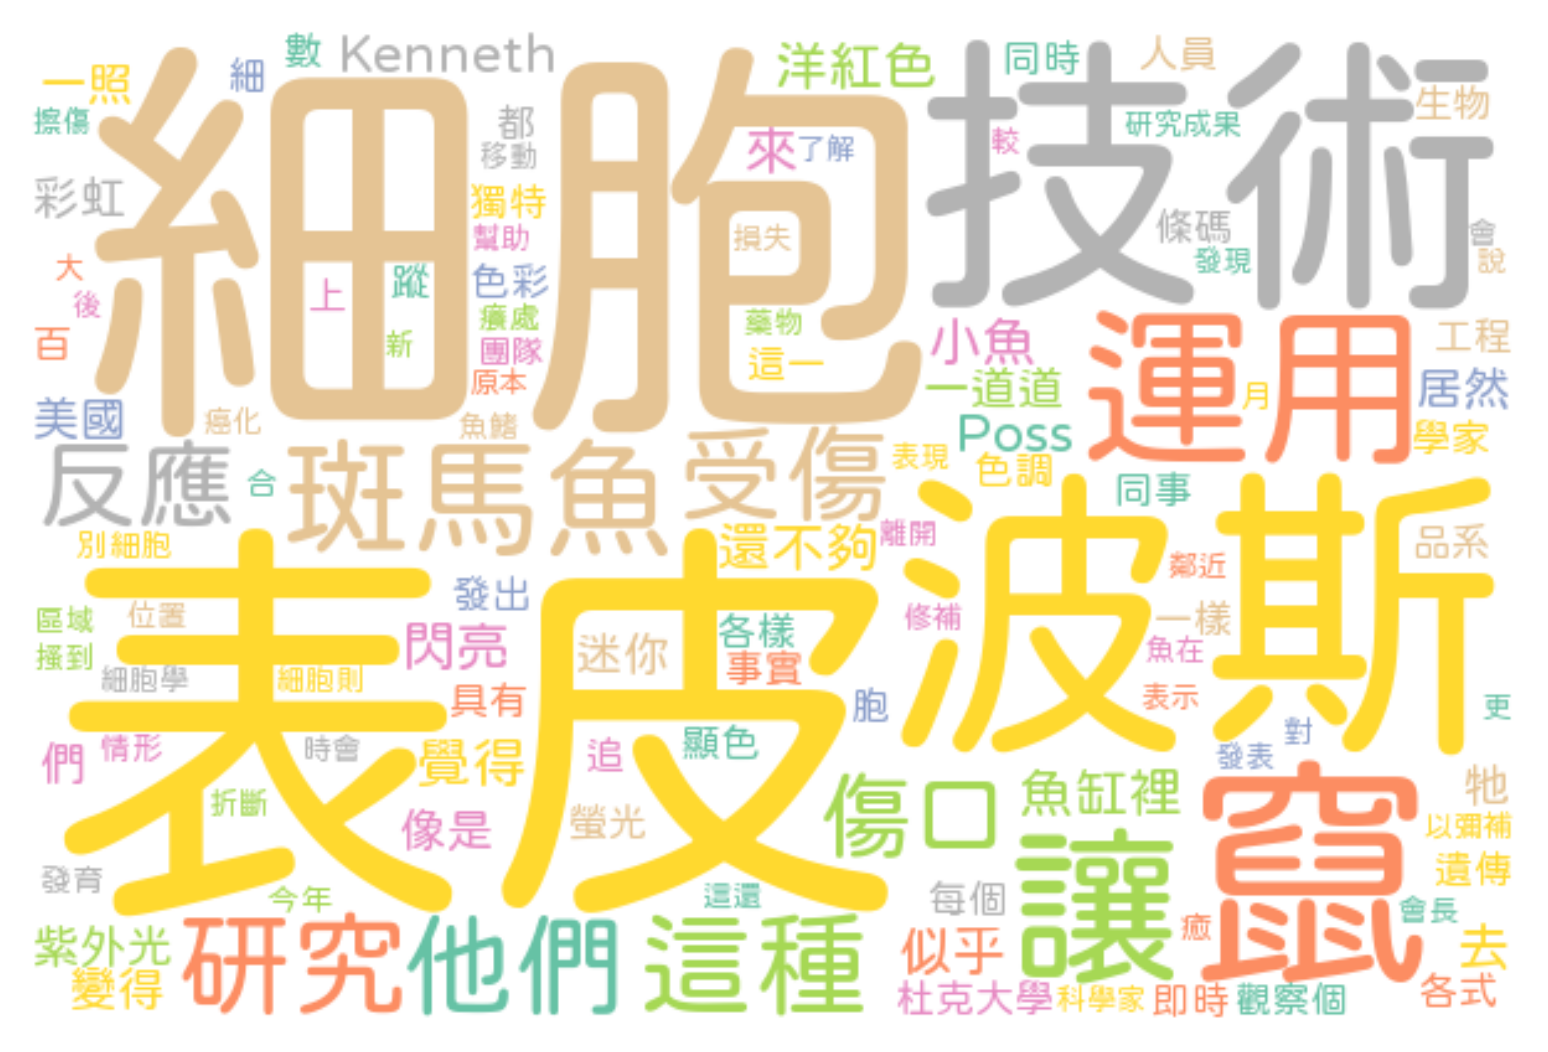 數 Kenneth 洋紅色 同時 人員
一照 細 細胞 技術
擦傷 都 來 了解 較 研究成果 生物
彩虹 移動
獨特 條碼 會
大 幫助 損失 發現 說
後 上 蹤 色彩
百 新 癢處 藥物 小魚 運用 工程
團隊 這一 一道道 月 居然
美國 癌化 原本 魚鰭 Poss 學家
反應 合 斑馬魚 受傷 表現 色調 同事
別細胞 還不夠 離開 波斯 品系
表皮 發出 鄰近
區域 位置 各樣 修補 一樣
搔到 閃亮 迷你 事實 魚在
細胞學 細胞則 具有 胞 表示 更
們 情形 時會 覺得 追 顯色 發表 對
折斷 像是 螢光 傷口 魚缸裡 竄 牠
以彌補
發育 今年 這還 每個 讓 遺傳
紫外光 研究 他們 這種 似乎 癒 會長 去
變得 杜克大學 科學家 即時 觀察個 各式